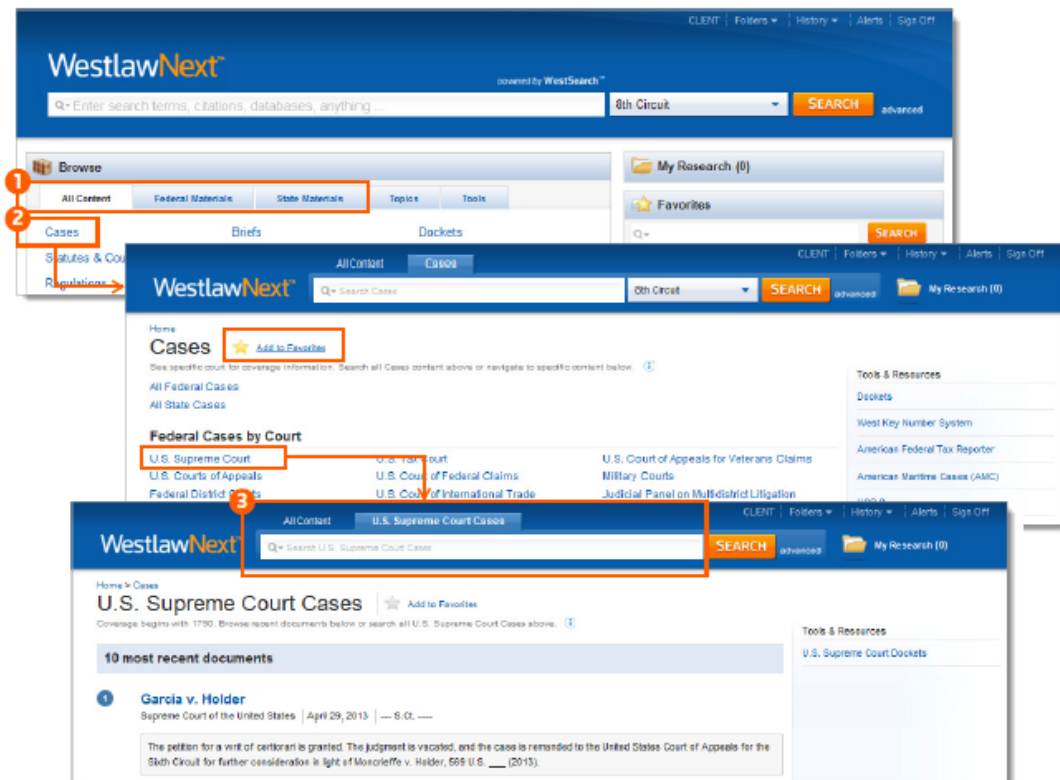 CLIENT Folders History Alerts Sign Off
WestlawNext™
powered by WestSearch™
Enter search terms, citations, databases, anything ...
8th Circuit
SEARCH
advanced
Browse
My Research (0)
1
All Content Federal Materials State Materials Topics Tools
Favorites
2
Cases Briefs Dockets
SEARCH
Statutes & Cou
Regulations
All Content Cases
CLIENT Folders History Alerts Sign Off
WestlawNext™
Search Cases
8th Circuit
SEARCH
advanced
My Research (0)
Home
Cases Add to Favorites
See specific court for coverage information. Search all Cases content above or navigate to specific content below.
Tools & Resources
All Federal Cases
Dockets
All State Cases
West Key Number System
Federal Cases by Court
American Federal Tax Reporter
U.S. Supreme Court U.S. Tax Court U.S. Court of Appeals for Veterans Claims
U.S. Courts of Appeals U.S. Court of Federal Claims Military Courts
American Maritime Cases (AMC)
Federal District Courts U.S. Court of International Trade Judicial Panel on Multidistrict Litigation
3
All Content U.S. Supreme Court Cases
CLIENT Folders History Alerts Sign Off
WestlawNext
Search U.S. Supreme Court Cases
SEARCH
advanced
My Research (0)
Home > Cases
U.S. Supreme Court Cases Add to Favorites
Coverage begins with 1790. Browse recent documents below or search all U.S. Supreme Court Cases above.
Tools & Resources
U.S. Supreme Court Dockets
10 most recent documents
1
Garcia v. Holder
Supreme Court of the United States April 29, 2013 --- S.Ct. ----
The petition for a writ of certiorari is granted. The judgment is vacated, and the case is remanded to the United States Court of Appeals for the
Sixth Circuit for further consideration in light of Moncrieffe v. Holder, 569 U.S. ___ (2013).